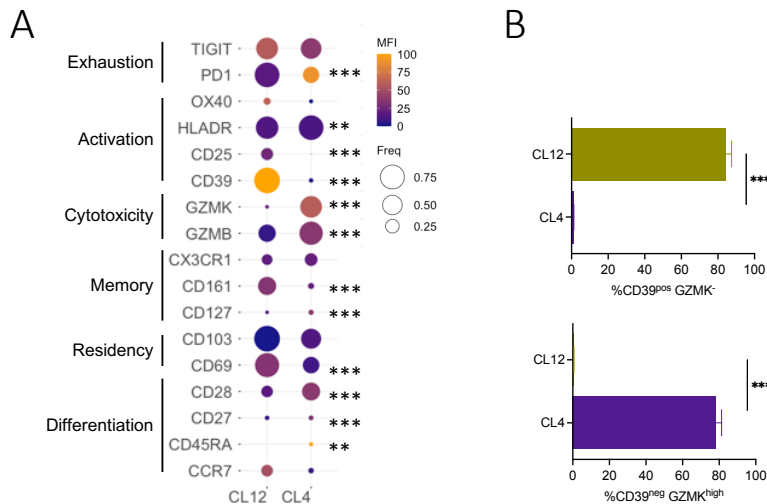 A
Exhaustion
TIGIT
PD1
***
Activation
OX40
HLADR
**
CD25
***
CD39
***
Cytotoxicity
GZMK
***
GZMB
***
Memory
CX3CR1
CD161
***
CD127
***
Residency
CD103
CD69
***
Differentiation
CD28
***
CD27
***
CD45RA
**
CCR7
CL12 CL4
MFI
100
75
50
25
0
Freq
0.75
0.50
0.25
B
CL12
CL4
***
0 20 40 60 80 100
%CD39pos GZMK-
CL12
CL4
***
0 20 40 60 80 100
%CD39neg GZMKhigh